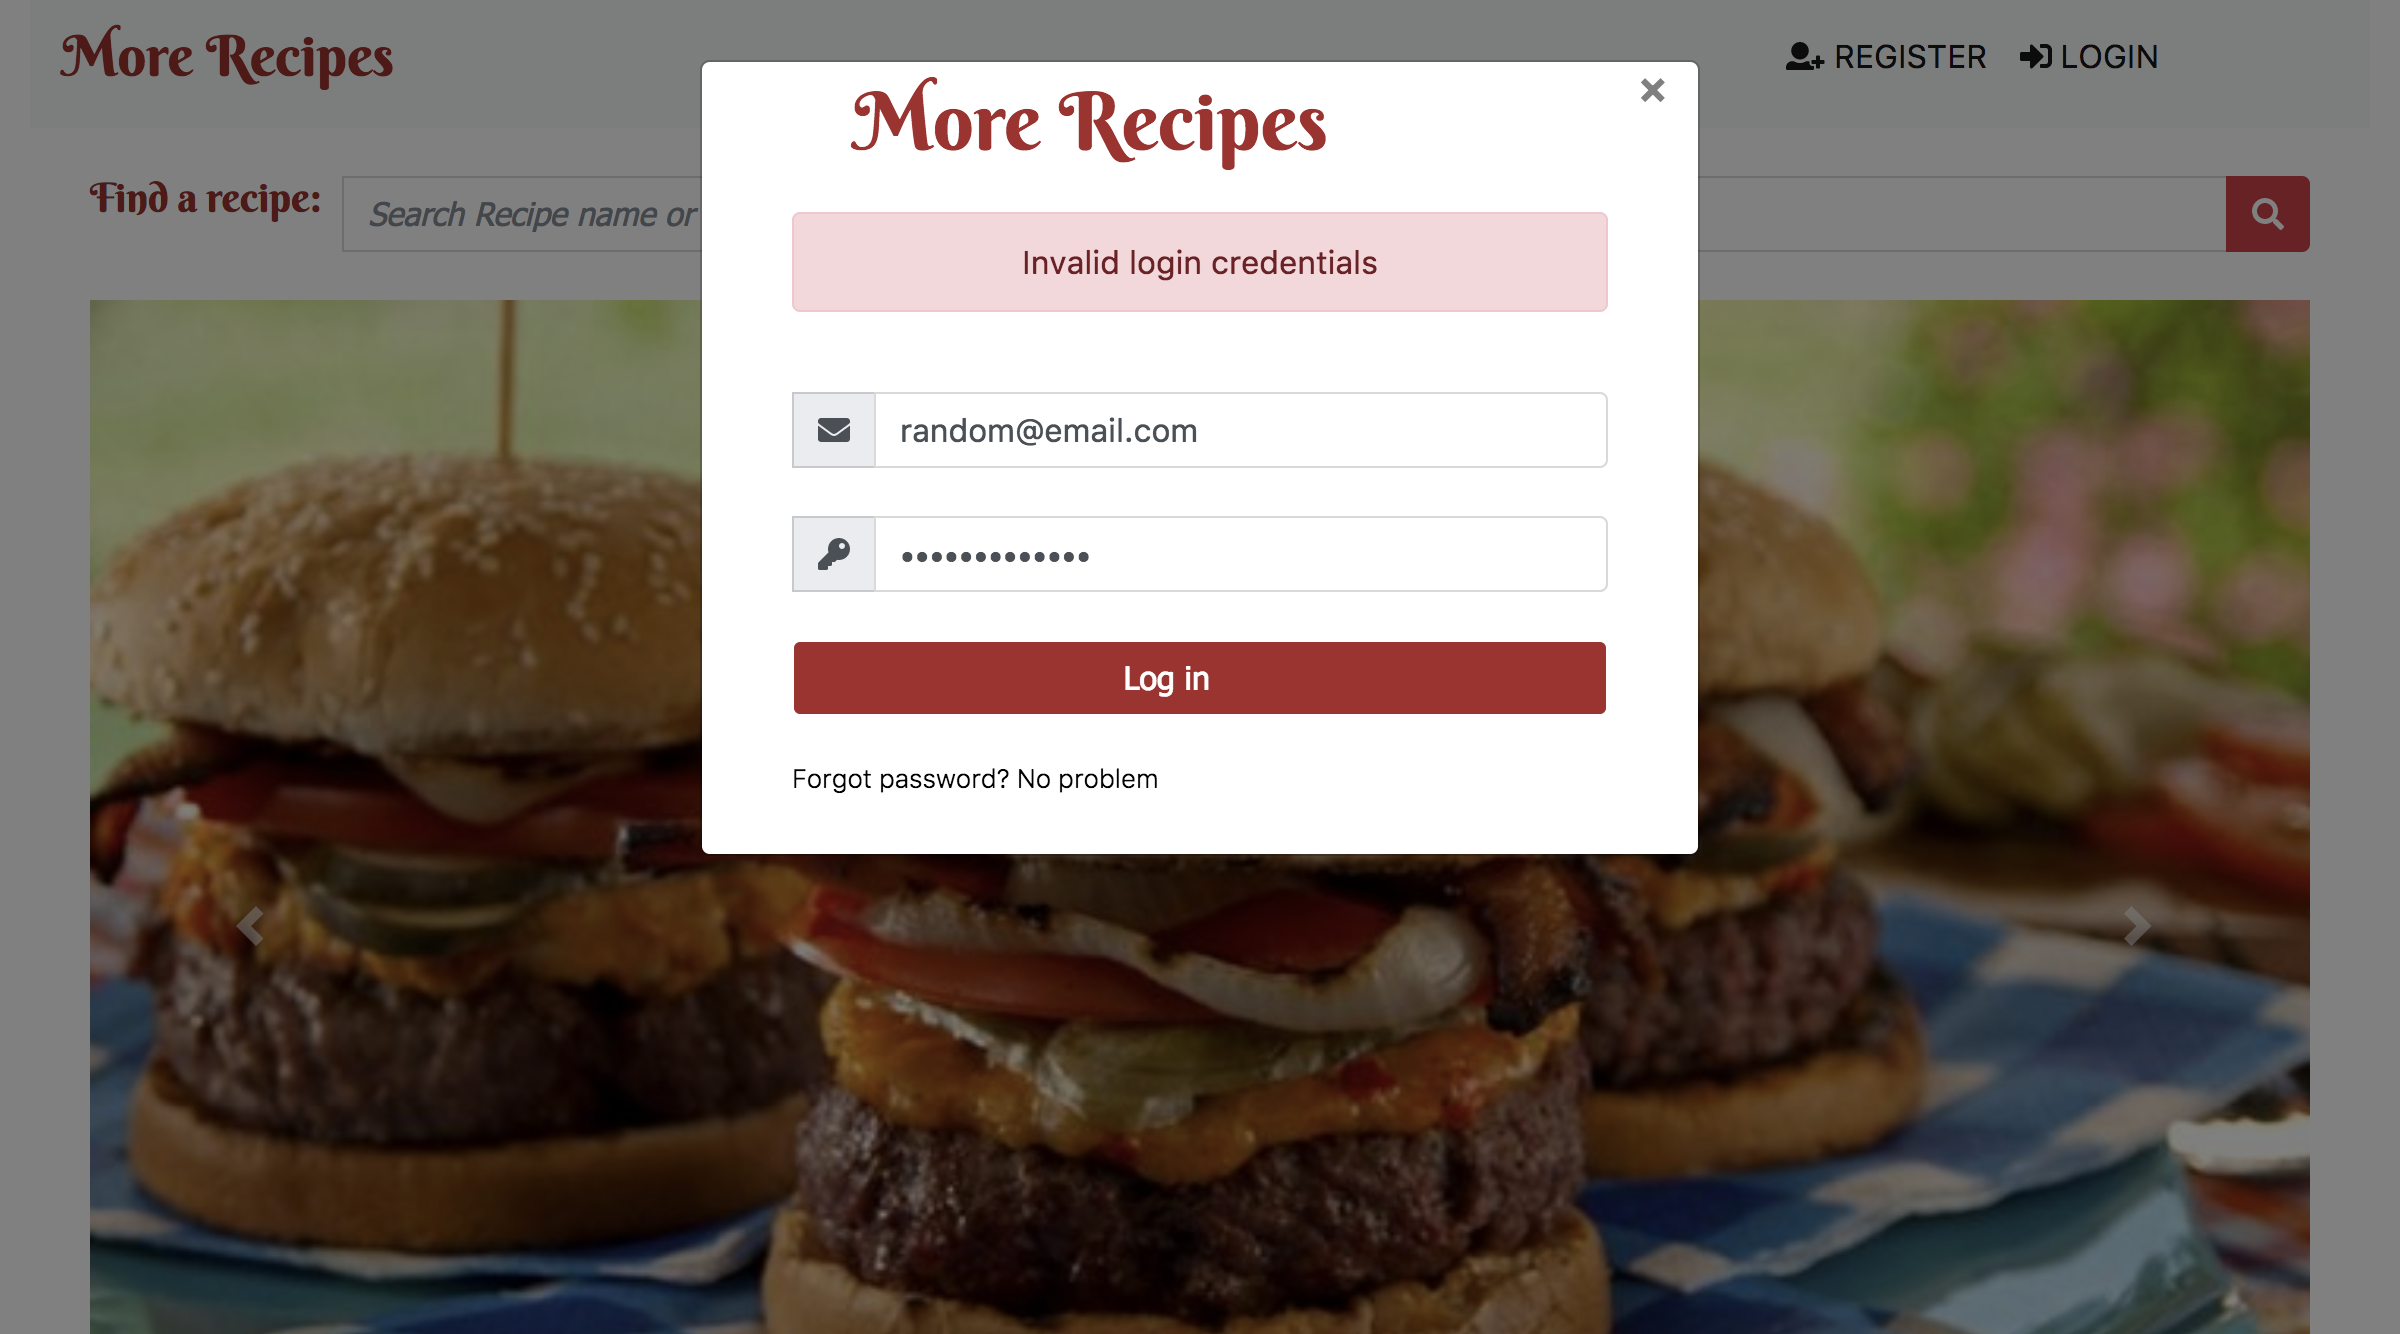 More Recipes
REGISTER LOGIN
More Recipes
Find a recipe:
Search Recipe name or
Invalid login credentials
random@email.com
Log in
Forgot password? No problem